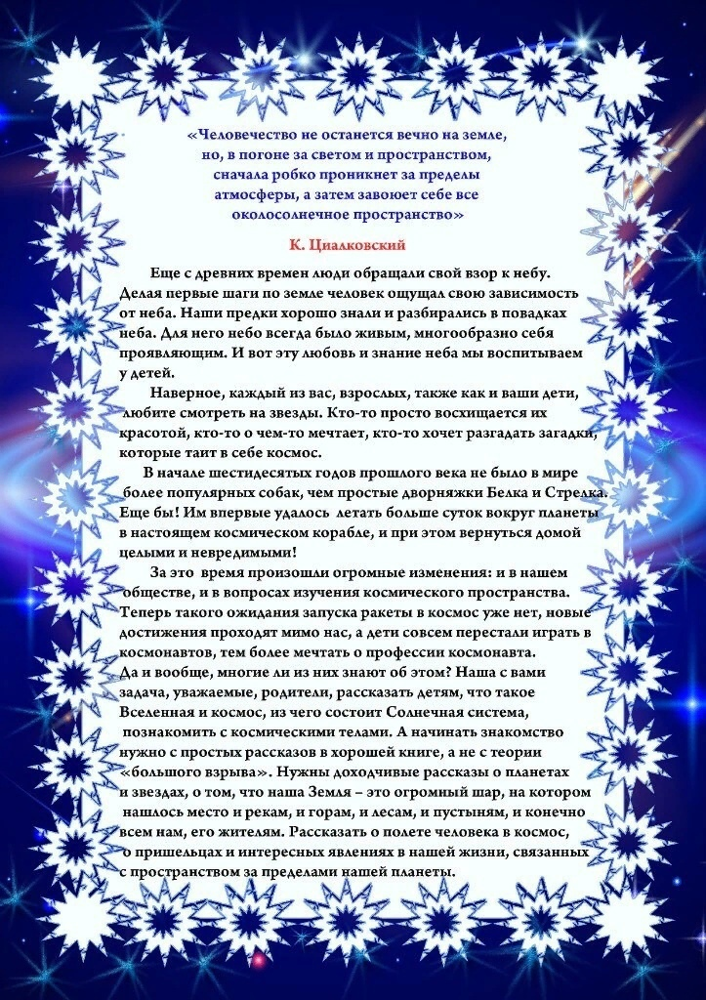 «Человечество не останется вечно на земле,
но, в погоне за светом и пространством,
сначала робко проникнет за пределы
атмосферы, а затем завоюет себе все
околосолнечное пространство»
К. Циалковский
Еще с древних времен люди обращали свой взор к небу.
Делая первые шаги по земле человек ощущал свою зависимость
от неба. Наши предки хорошо знали и разбирались в повадках
неба. Для него небо всегда было живым, многообразно себя
проявляющим. И вот эту любовь и знание неба мы воспитываем
у детей.
Наверное, каждый из вас, взрослых, также как и ваши дети,
любите смотреть на звезды. Кто-то просто восхищается их
красотой, кто-то о чем-то мечтает, кто-то хочет разгадать загадки,
которые таит в себе космос.
В начале шестидесятых годов прошлого века не было в мире
более популярных собак, чем простые дворняжки Белка и Стрелка.
Еще бы! Им впервые удалось летать больше суток вокруг планеты
в настоящем космическом корабле, и при этом вернуться домой
целыми и невредимыми!
За это время произошли огромные изменения: и в нашем
обществе, и в вопросах изучения космического пространства.
Теперь такого ожидания запуска ракеты в космос уже нет, новые
достижения проходят мимо нас, а дети совсем перестали играть в
космонавтов, тем более мечтать о профессии космонавта.
Да и вообще, многие ли из них знают об этом? Наша с вами
задача, уважаемые, родители, рассказать детям, что такое
Вселенная и космос, из чего состоит Солнечная система,
познакомить с космическими телами. А начинать знакомство
нужно с простых рассказов в хорошей книге, а не с теории
«большого взрыва». Нужны доходчивые рассказы о планетах
и звездах, о том, что наша Земля – это огромный шар, на котором
нашлось место и рекам, и горам, и лесам, и пустыням, и конечно
всем нам, его жителям. Рассказать о полете человека в космос,
о пришельцах и интересных явлениях в нашей жизни, связанных
с пространством за пределами нашей планеты.